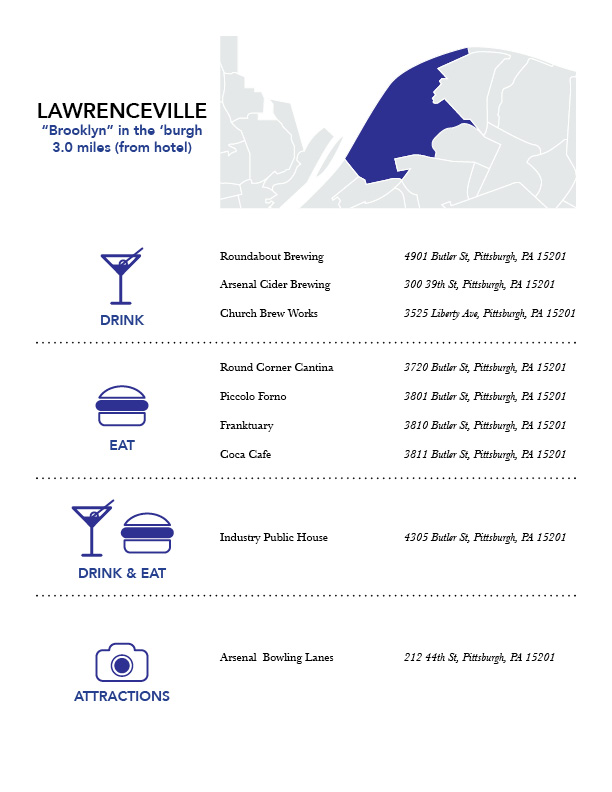 LAWRENCEVILLE
“Brooklyn” in the ‘burgh
3.0 miles (from hotel)
Roundabout Brewing 4901 Butler St, Pittsburgh, PA 15201
Arsenal Cider Brewing 300 39th St, Pittsburgh, PA 15201
Church Brew Works 3525 Liberty Ave, Pittsburgh, PA 15201
DRINK
Round Corner Cantina 3720 Butler St, Pittsburgh, PA 15201
Piccolo Forno 3801 Butler St, Pittsburgh, PA 15201
Franktuary 3810 Butler St, Pittsburgh, PA 15201
EAT
Coca Cafe 3811 Butler St, Pittsburgh, PA 15201
Industry Public House 4305 Butler St, Pittsburgh, PA 15201
DRINK & EAT
Arsenal Bowling Lanes 212 44th St, Pittsburgh, PA 15201
ATTRACTIONS